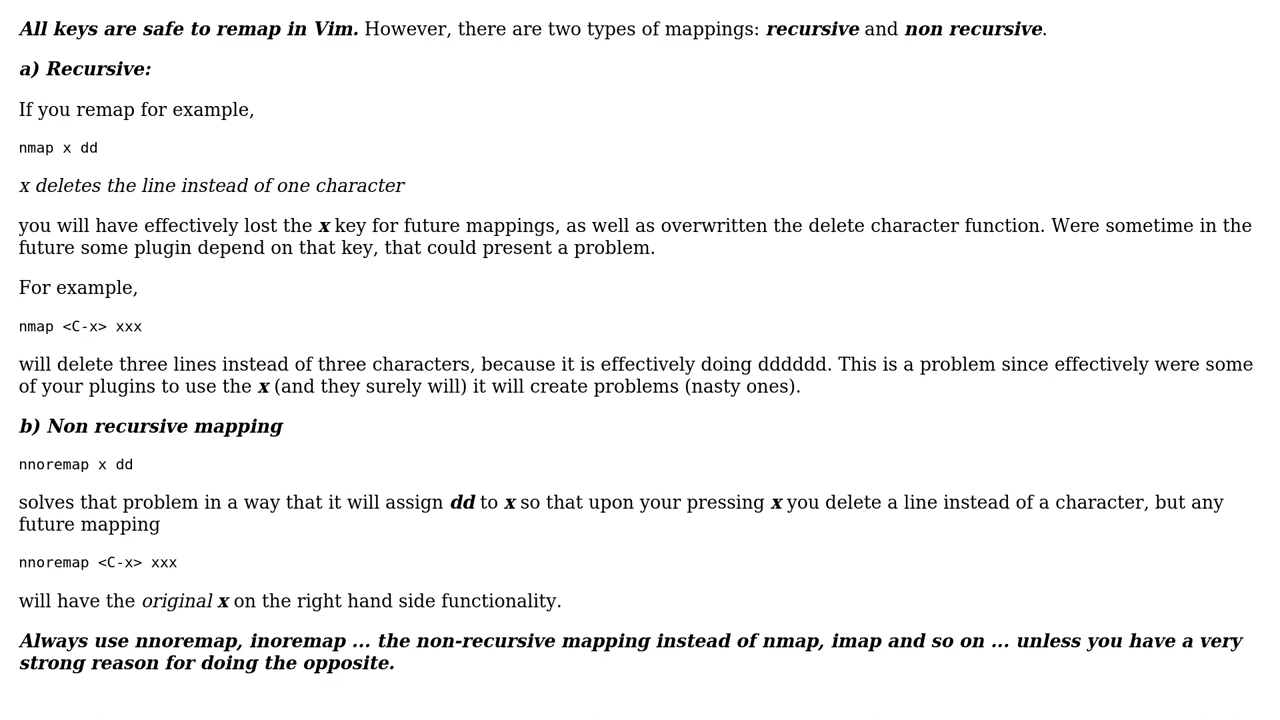 All keys are safe to remap in Vim. However, there are two types of mappings: recursive and non recursive.
a) Recursive:
If you remap for example,
nmap x dd
x deletes the line instead of one character
you will have effectively lost the x key for future mappings, as well as overwritten the delete character function. Were sometime in the
future some plugin depend on that key, that could present a problem.
For example,
nmap <C-x> xxx
will delete three lines instead of three characters, because it is effectively doing dddddd. This is a problem since effectively were some
of your plugins to use the x (and they surely will) it will create problems (nasty ones).
b) Non recursive mapping
nnoremap x dd
solves that problem in a way that it will assign dd to x so that upon your pressing x you delete a line instead of a character, but any
future mapping
nnoremap <C-x> xxx
will have the original x on the right hand side functionality.
Always use nnoremap, inoremap ... the non-recursive mapping instead of nmap, imap and so on ... unless you have a very
strong reason for doing the opposite.